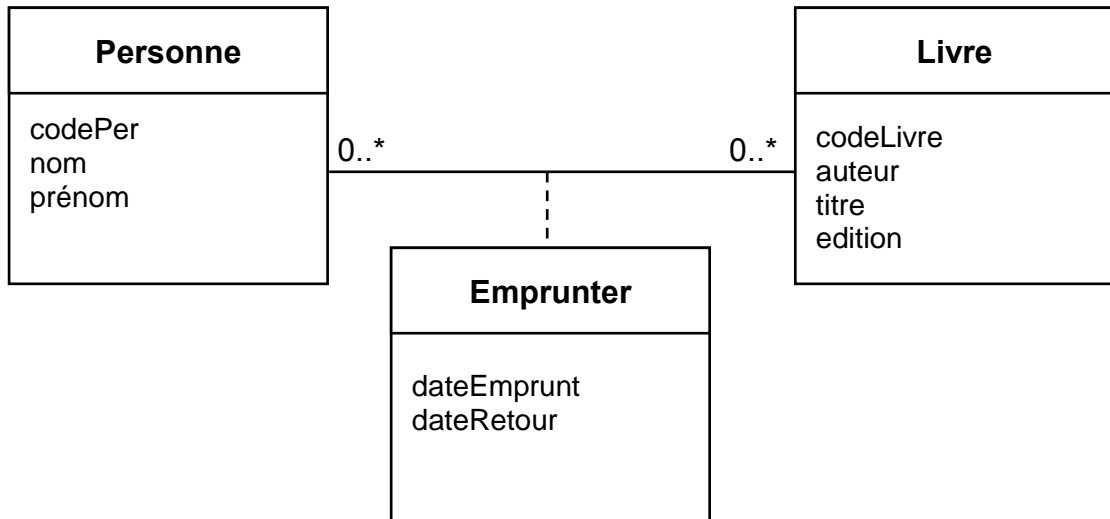 Personne
codePer
nom
prénom
0..*
0..*
Livre
codeLivre
auteur
titre
edition
Emprunter
dateEmprunt
dateRetour